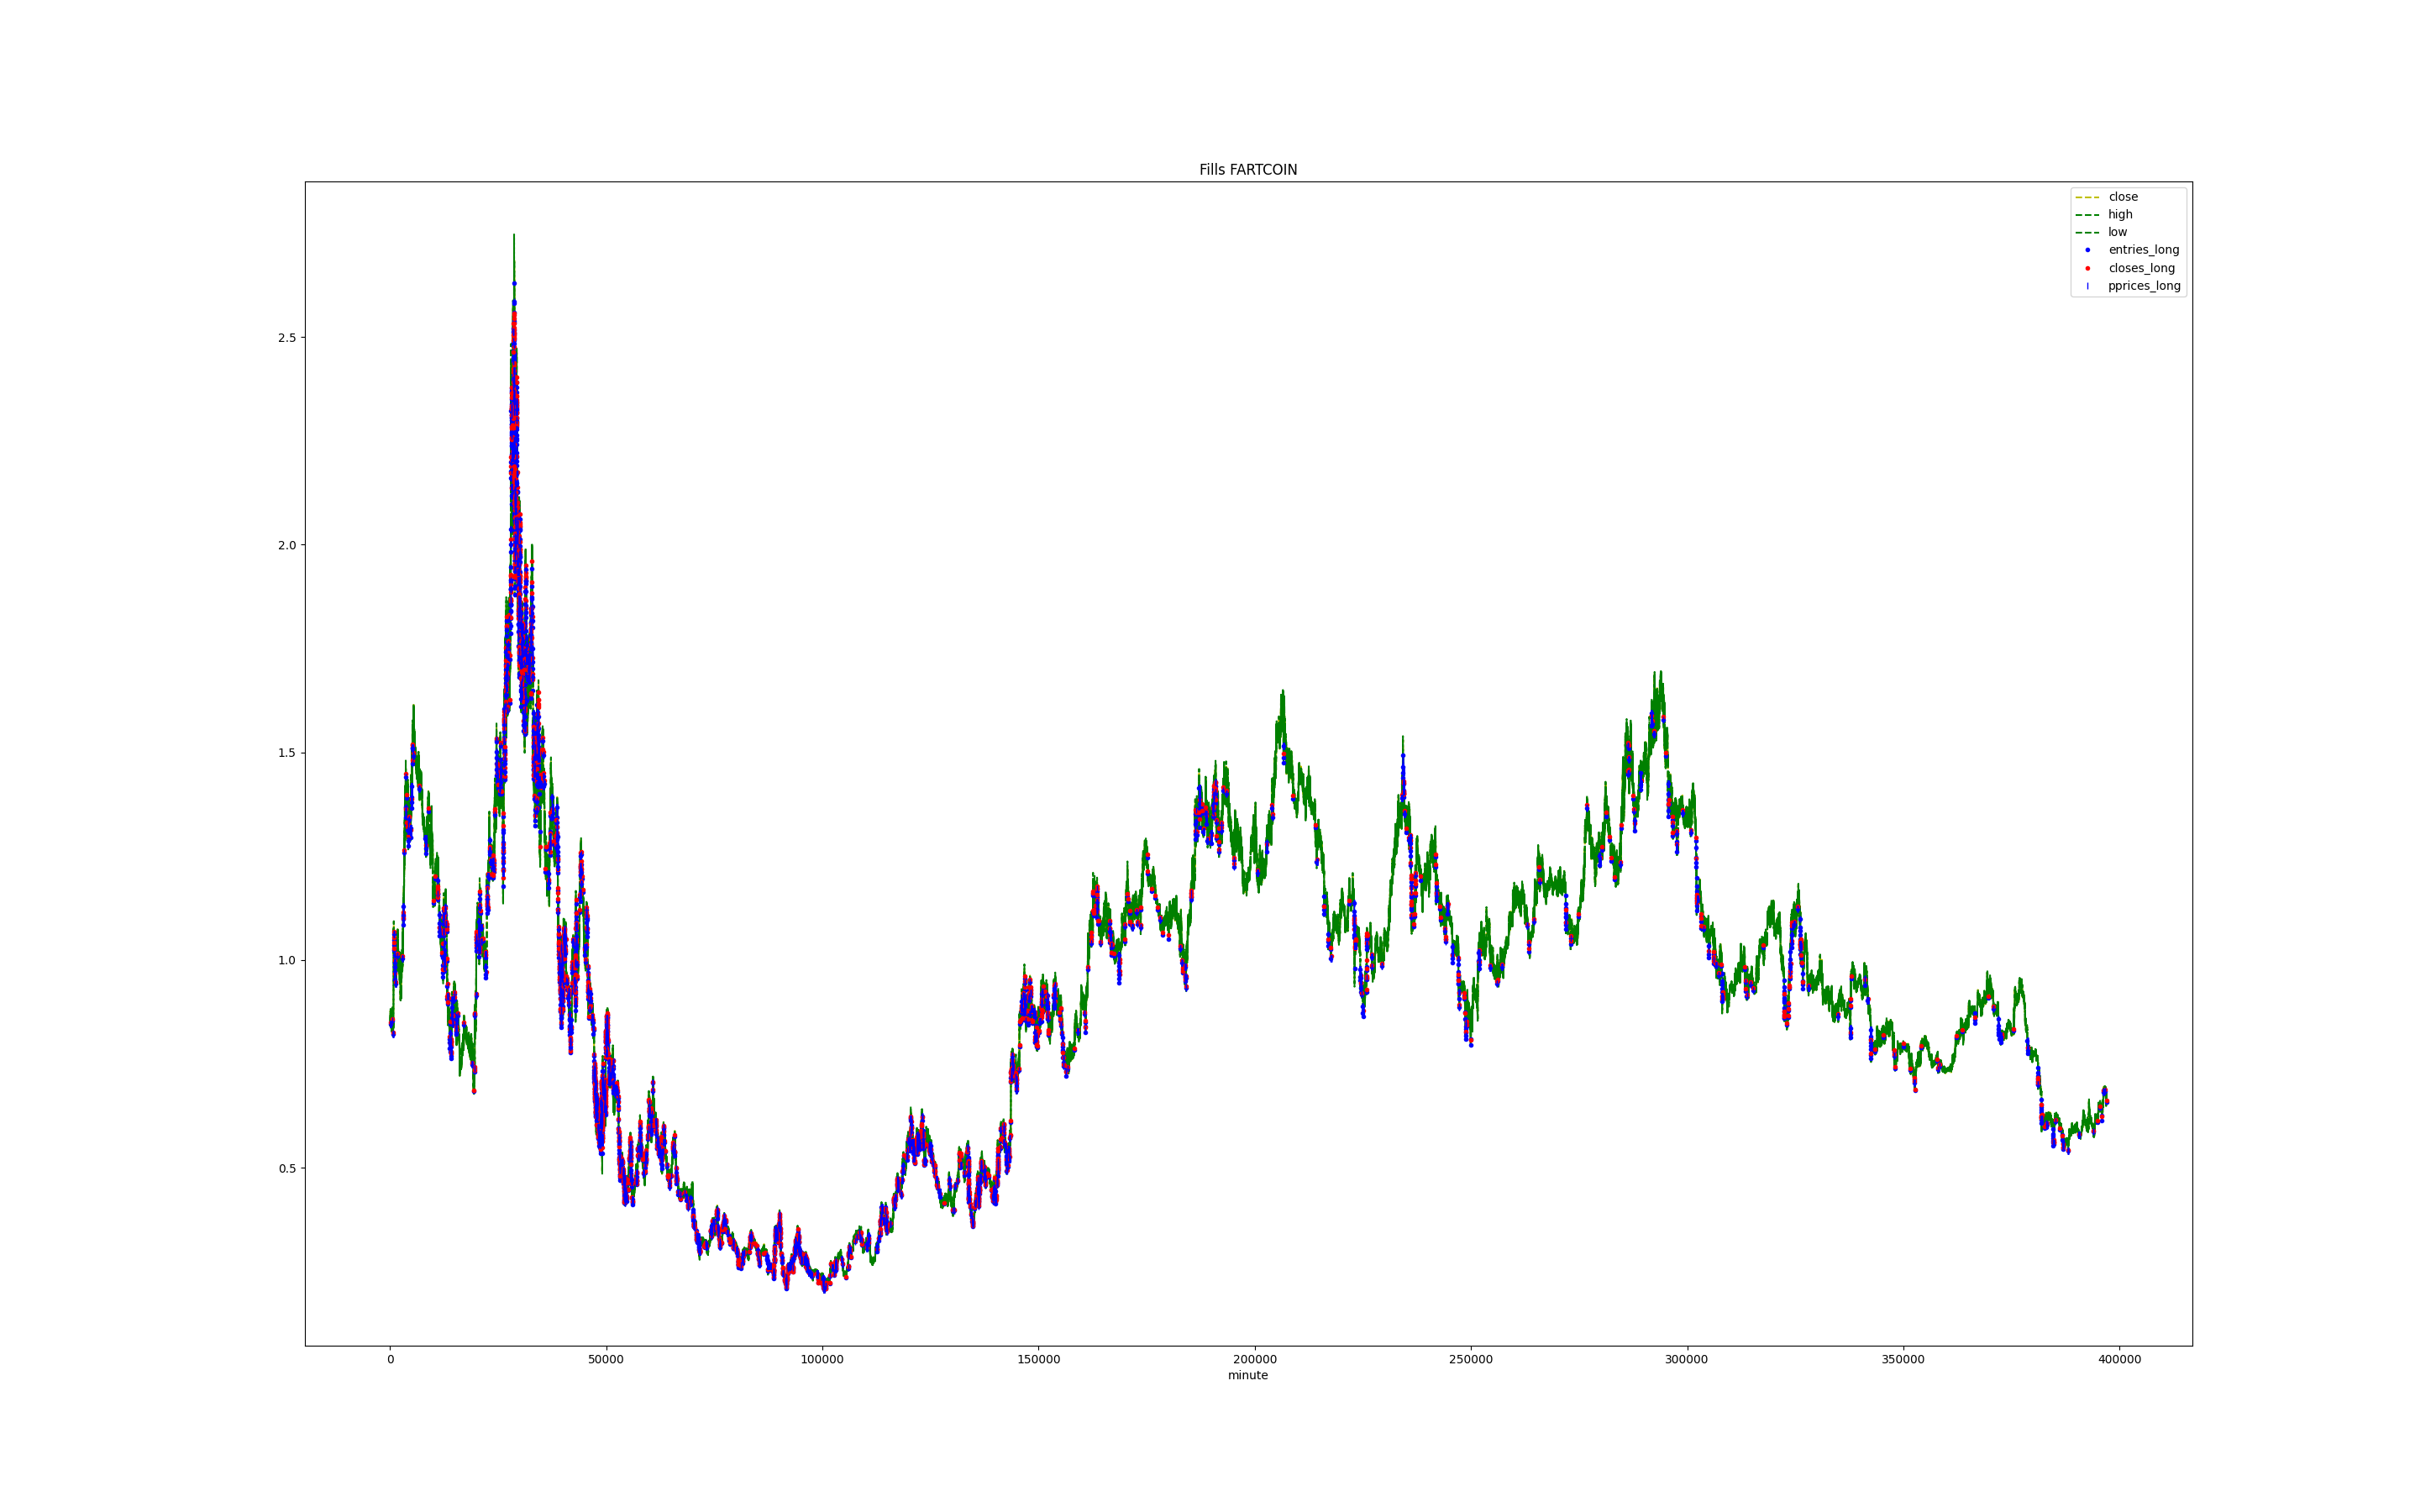 Fills FARTCOIN
close
high
low
entries_long
closes_long
pprices_long
2.5
2.0
1.5
1.0
0.5
0
50000
100000
150000
200000
250000
300000
350000
400000
minute